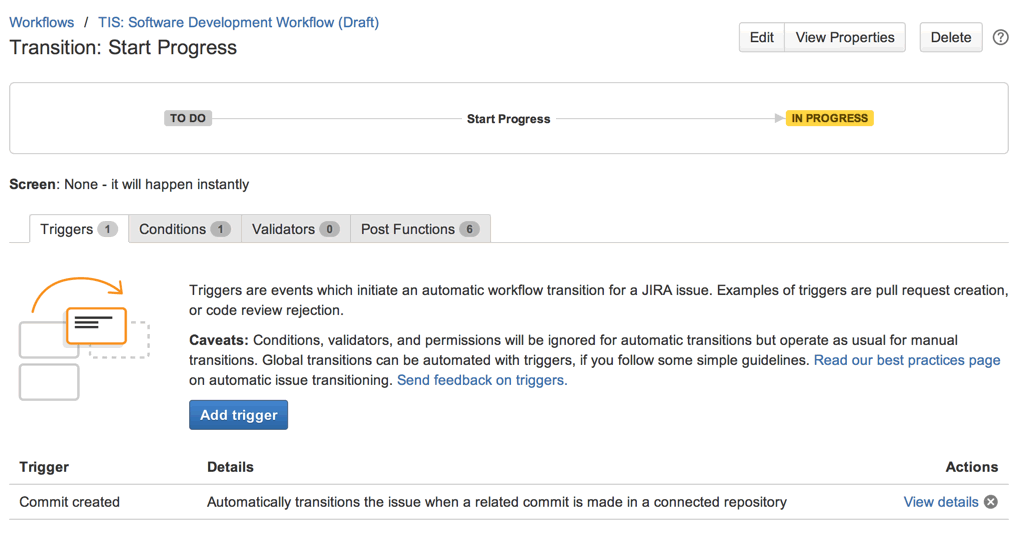 Workflows / TIS: Software Development Workflow (Draft)
Transition: Start Progress
Edit View Properties Delete ?
TO DO Start Progress IN PROGRESS
Screen: None - it will happen instantly
Triggers 1 Conditions 1 Validators 0 Post Functions 6
Triggers are events which initiate an automatic workflow transition for a JIRA issue. Examples of triggers are pull request creation,
or code review rejection.
Caveats: Conditions, validators, and permissions will be ignored for automatic transitions but operate as usual for manual
transitions. Global transitions can be automated with triggers, if you follow some simple guidelines. Read our best practices page
on automatic issue transitioning. Send feedback on triggers.
Add trigger
Trigger Details Actions
Commit created Automatically transitions the issue when a related commit is made in a connected repository View details